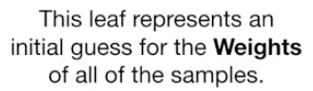 This leaf represents an
initial guess for the Weights
of all of the samples.